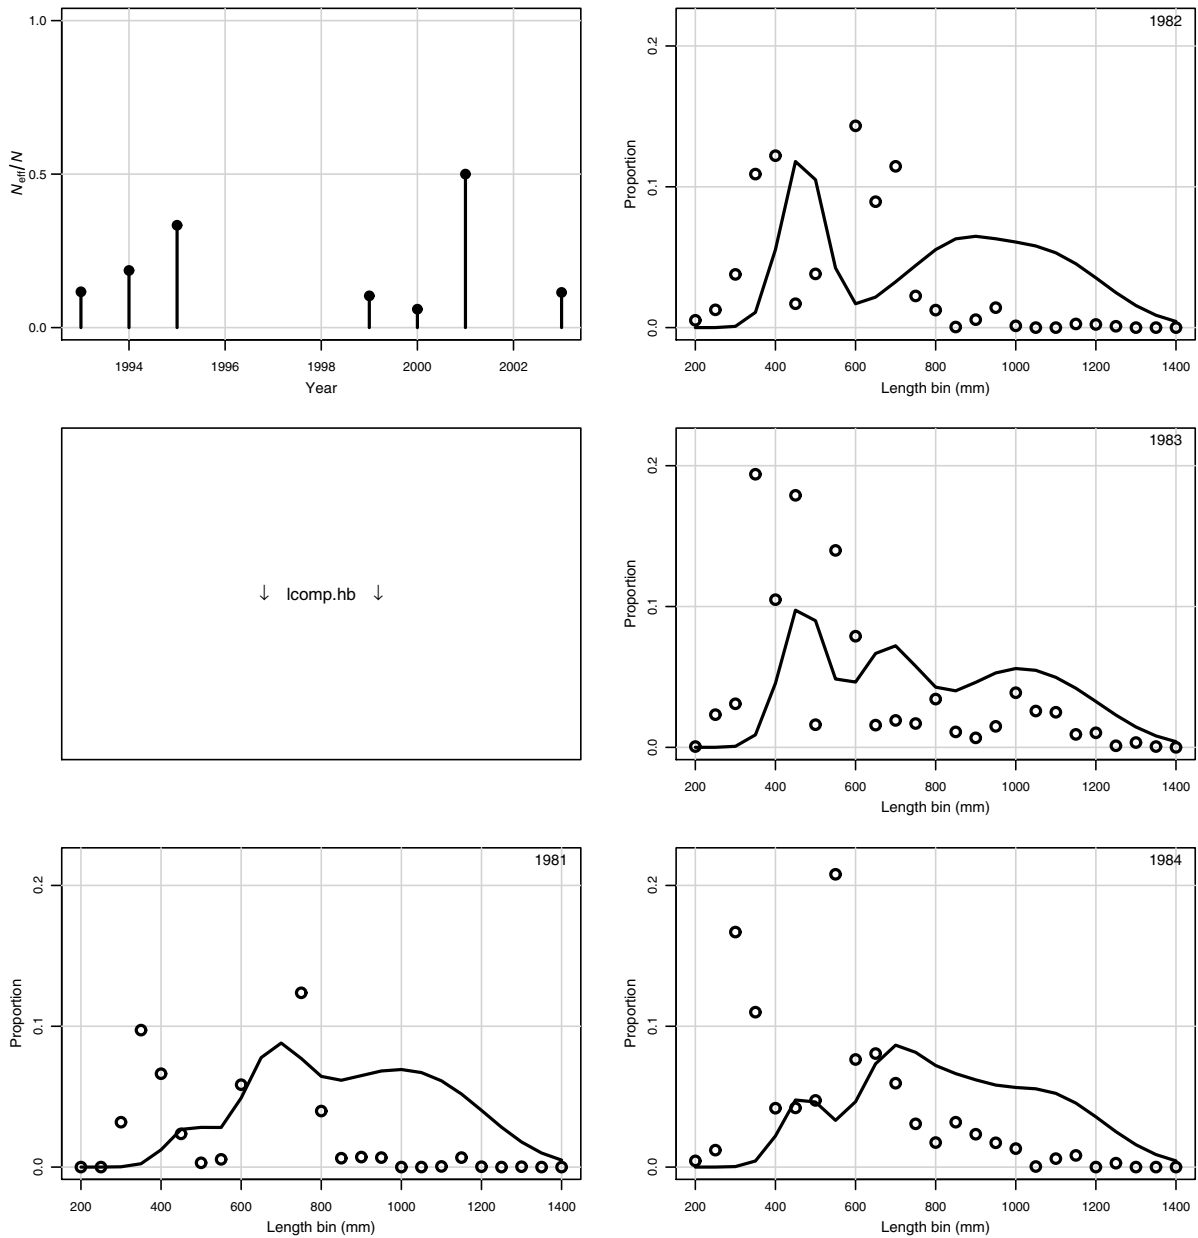 1.0
0.5
0.0
N_eff/N
1994 1996 1998 2000 2002
Year
1982
0.2
0.1
0.0
Proportion
200 400 600 800 1000 1200 1400
Length bin (mm)
↓ lcomp.hb ↓
1983
0.2
0.1
0.0
Proportion
200 400 600 800 1000 1200 1400
Length bin (mm)
1981
0.2
0.1
0.0
Proportion
200 400 600 800 1000 1200 1400
Length bin (mm)
1984
0.2
0.1
0.0
Proportion
200 400 600 800 1000 1200 1400
Length bin (mm)